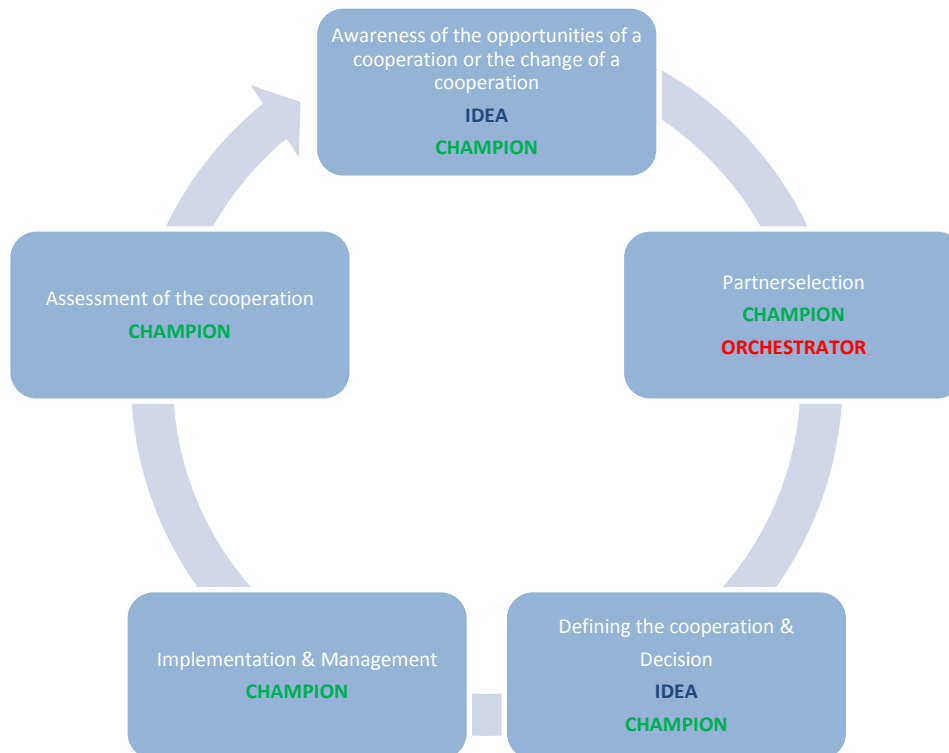 Awareness of the opportunities of a
cooperation or the change of a
cooperation
IDEA
CHAMPION
Partnerselection
CHAMPION
ORCHESTRATOR
Defining the cooperation &
Decision
IDEA
CHAMPION
Implementation & Management
CHAMPION
Assessment of the cooperation
CHAMPION